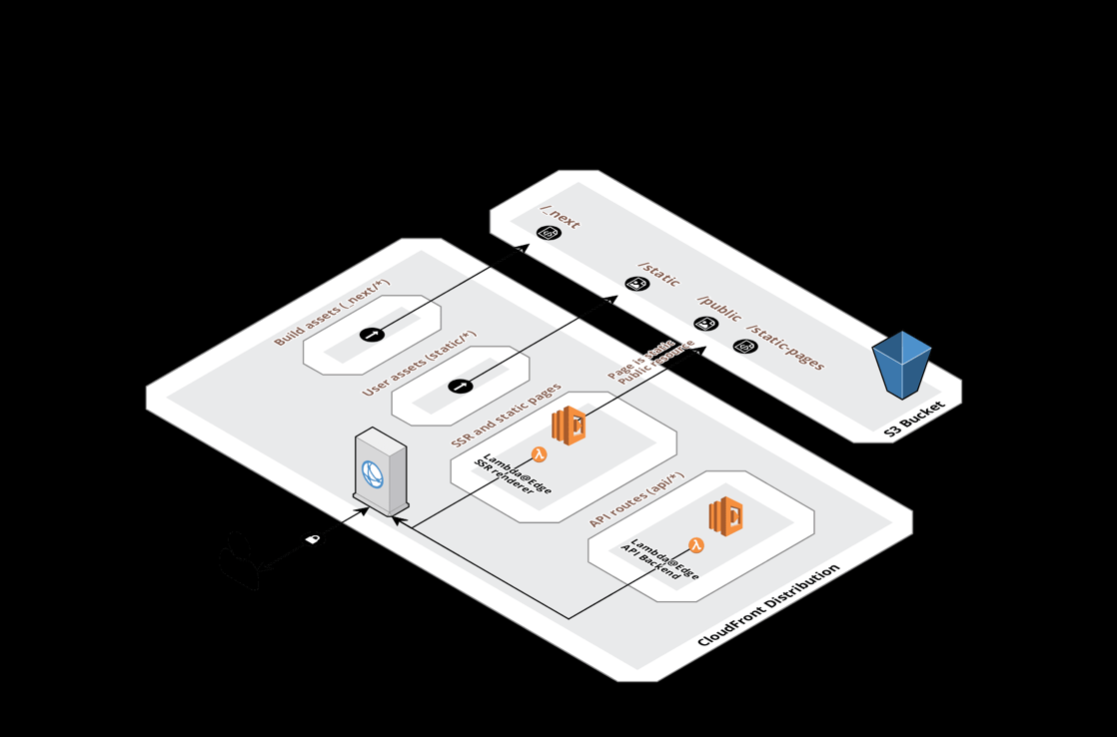 /_next
/static
/public
/static-pages
S3 Bucket
Build assets (_next/*)
User assets (static/*)
Page is static
Public resource
SSR and static pages
Lambda@Edge
SSR renderer
API routes (api/*)
Lambda@Edge
API Backend
CloudFront Distribution